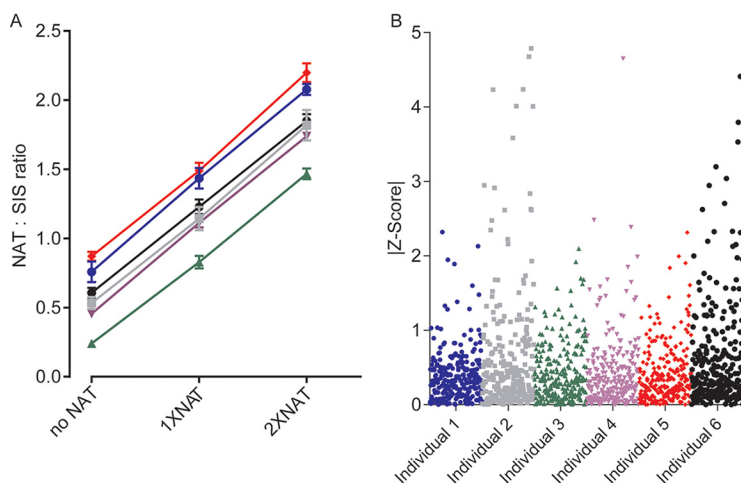 A
2.5
2.0
1.5
1.0
0.5
0.0
NAT : SIS ratio
no NAT
1XNAT
2XNAT
B
5
4
3
2
1
0
|Z-Score|
Individual 1
Individual 2
Individual 3
Individual 4
Individual 5
Individual 6